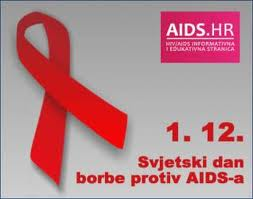 AIDS.HR
HIV/AIDS INFORMATIVNA
I EDUKATIVNA STRANICA
1. 12.
Svjetski dan
borbe protiv AIDS-a